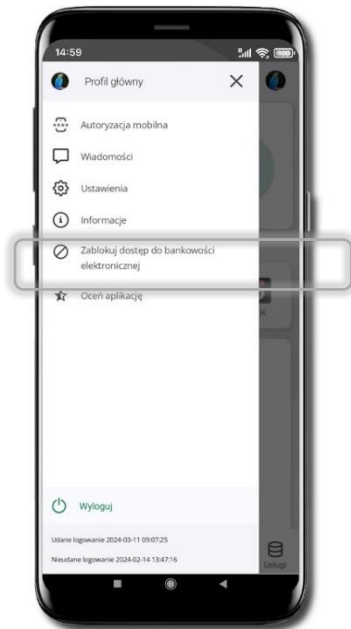 14:59
Profil główny
Autoryzacja mobilna
Wiadomości
Ustawienia
Informacje
Zablokuj dostęp do bankowości
elektronicznej
Oceń aplikację
Wyloguj
Udane logowanie 2024-03-11 09:07:25
Nieudane logowanie 2024-02-14 13:47:16
Usługi